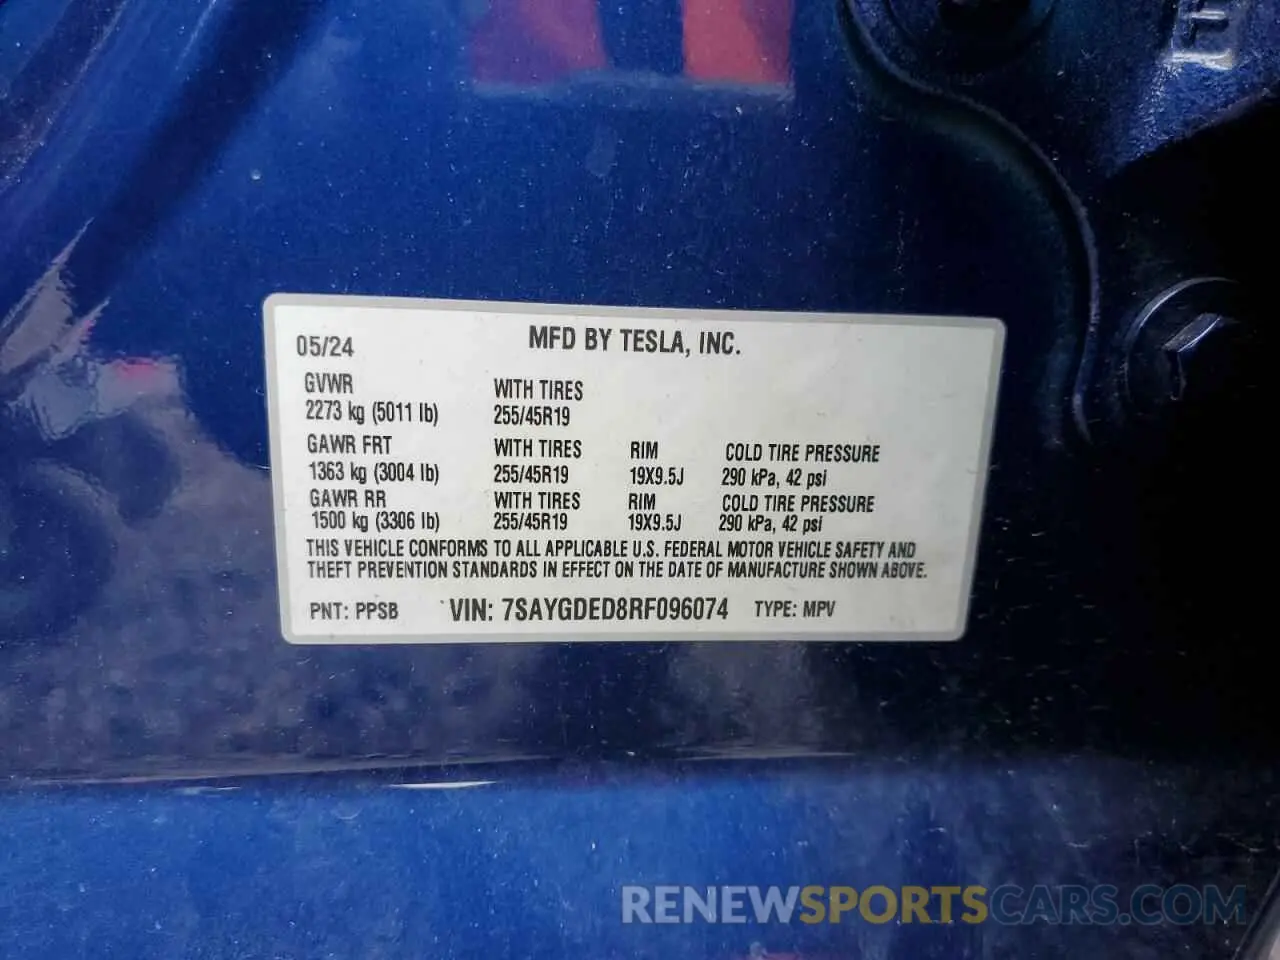 05/24 MFD BY TESLA, INC.
GVWR WITH TIRES
2273 kg (5011 lb) 255/45R19
GAWR FRT WITH TIRES RIM COLD TIRE PRESSURE
1363 kg (3004 lb) 255/45R19 19X9.5J 290 kPa, 42 psi
GAWR RR WITH TIRES RIM COLD TIRE PRESSURE
1500 kg (3306 lb) 255/45R19 19X9.5J 290 kPa, 42 psi
THIS VEHICLE CONFORMS TO ALL APPLICABLE U.S. FEDERAL MOTOR VEHICLE SAFETY AND
THEFT PREVENTION STANDARDS IN EFFECT ON THE DATE OF MANUFACTURE SHOWN ABOVE.
PNT: PPSB VIN: 7SAYGDED8RF096074 TYPE: MPV
RENEWSPORTSCARS.COM